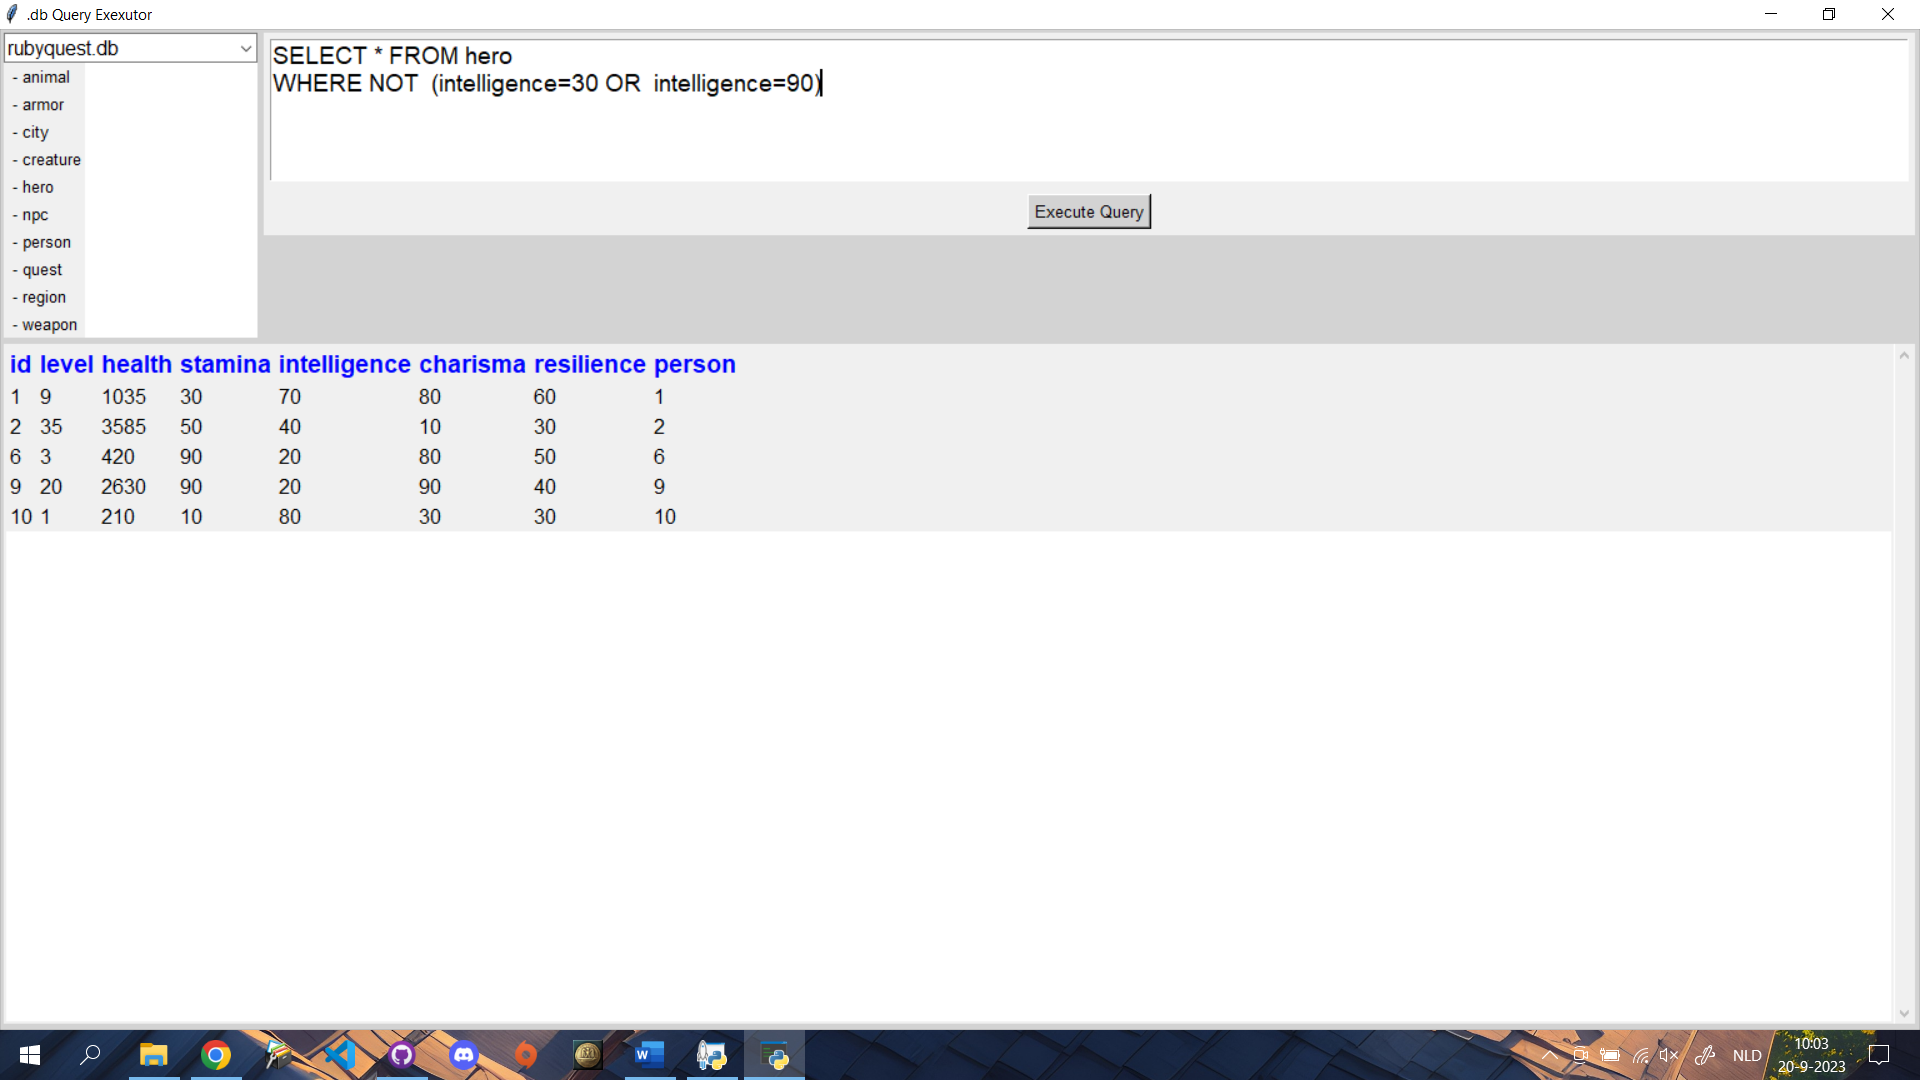 .db Query Exexutor
rubyquest.db
- animal
- armor
- city
- creature
- hero
- npc
- person
- quest
- region
- weapon
SELECT * FROM hero
WHERE NOT  (intelligence=30 OR  intelligence=90)
Execute Query
id level health stamina intelligence charisma resilience person
1 9 1035 30 70 80 60 1
2 35 3585 50 40 10 30 2
6 3 420 90 20 80 50 6
9 20 2630 90 20 90 40 9
10 1 210 10 80 30 30 10
W
NLD
10:03
20-9-2023